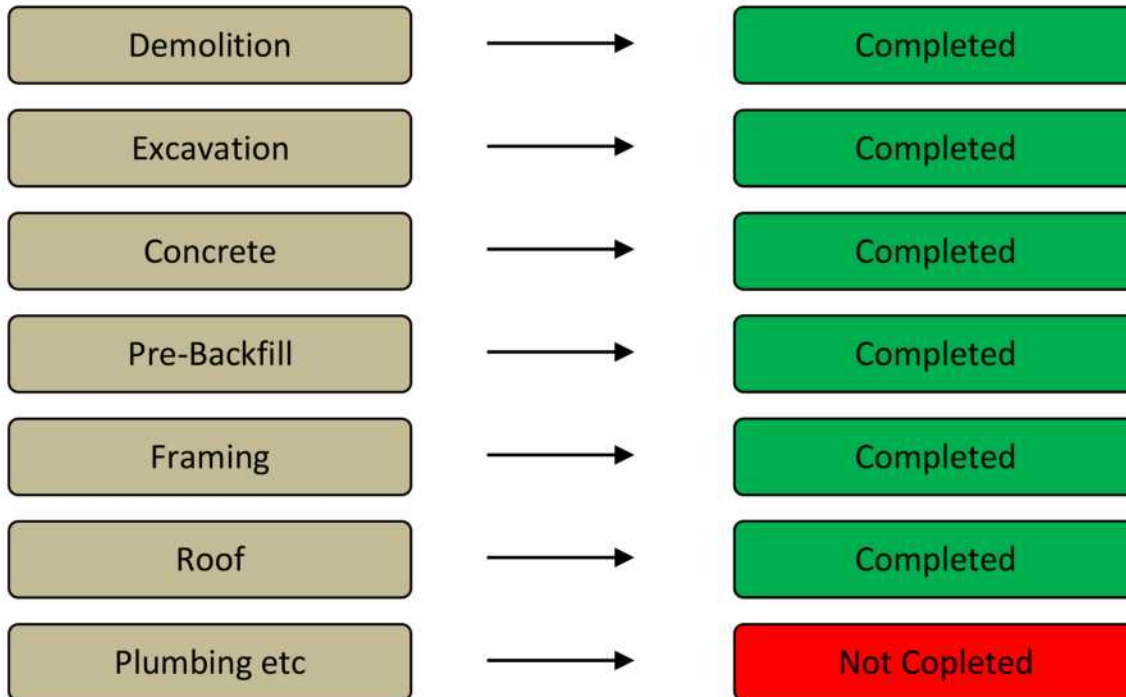 Demolition
Completed
Excavation
Completed
Concrete
Completed
Pre-Backfill
Completed
Framing
Completed
Roof
Completed
Plumbing etc
Not Copleted